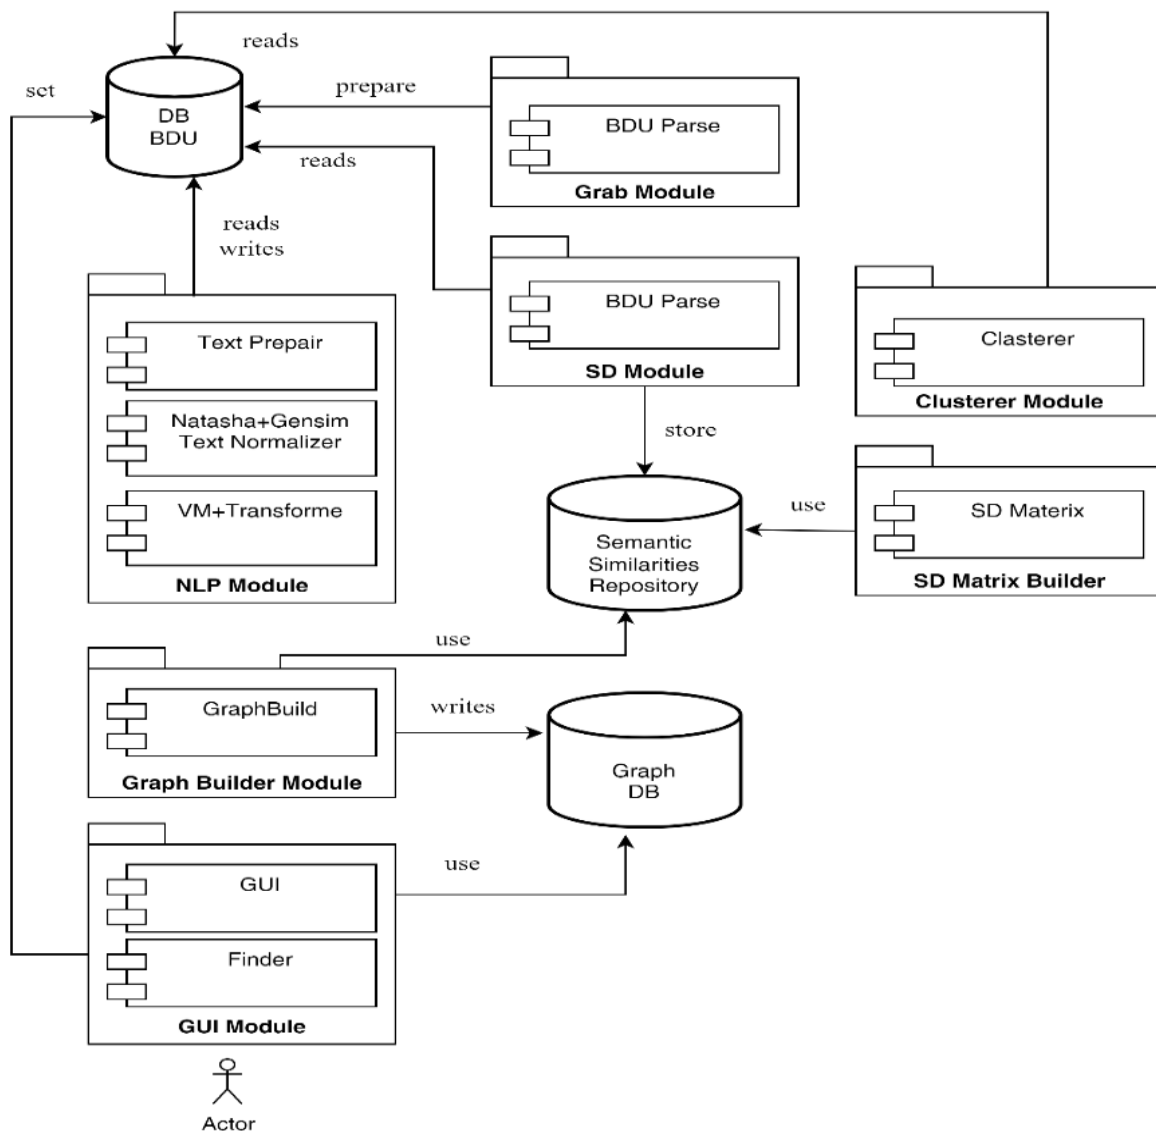 reads
set
prepare
DB
BDU
BDU Parse
reads
Grab Module
reads
writes
BDU Parse
Text Prepair
Clasterer
SD Module
Clusterer Module
Natasha+Gensim
Text Normalizer
store
VM+Transforme
use
SD Materix
Semantic
Similarities
Repository
NLP Module
SD Matrix Builder
use
GraphBuild
writes
Graph Builder Module
Graph
DB
use
GUI
Finder
GUI Module
Actor